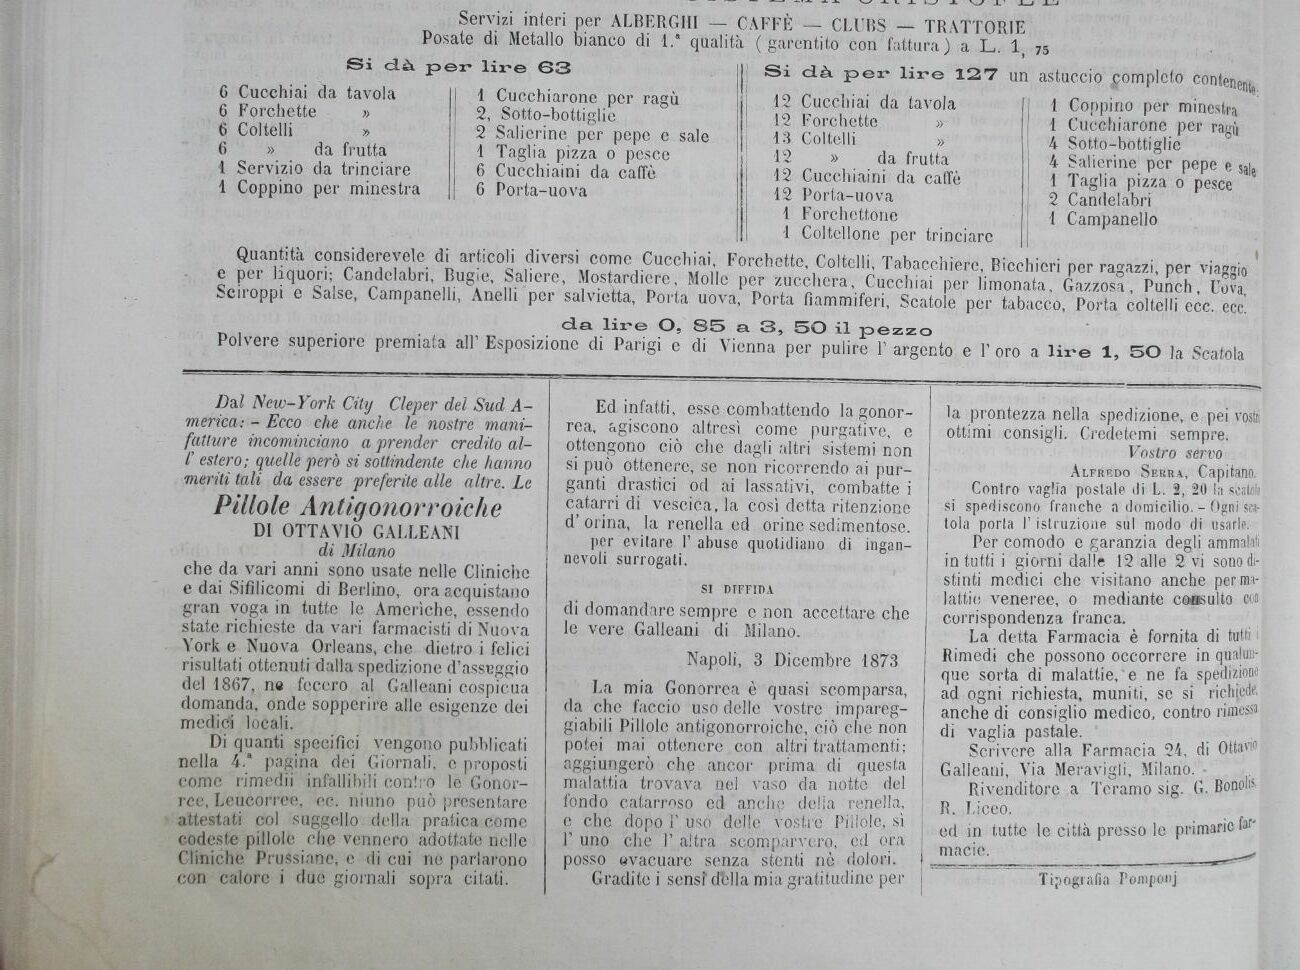 Servizi interi per ALBERGHI — CAFFÈ — CLUBS — TRATTORIE
Posate di Metallo bianco di 1.ª qualità (garentito con fattura) a L. 1, 75
Si dà per lire 63
6 Cucchiai da tavola
6 Forchette »
6 Coltelli »
6 » da frutta
1 Servizio da trinciare
1 Coppino per minestra
1 Cucchiarone per ragù
2, Sotto-bottiglie
2 Salierine per pepe e sale
1 Taglia pizza o pesce
6 Cucchiaini da caffè
6 Porta-uova
Si dà per lire 127 un astuccio completo contenente.
12 Cucchiai da tavola
12 Forchette »
13 Coltelli »
12 » da frutta
12 Cucchiaini da caffè
12 Porta-uova
1 Forchettone
1 Coltellone per trinciare
1 Coppino per minestra
1 Cucchiarone per ragù
4 Sotto-bottiglie
4 Salierine per pepe e sale
1 Taglia pizza o pesce
2 Candelabri
1 Campanello
Quantità considerevele di articoli diversi come Cucchiai, Forchette, Coltelli, Tabacchiere, Bicchieri per ragazzi, per viaggio
e per liquori; Candelabri, Bugie, Saliere, Mostardiere, Molle per zucchera, Cucchiai per limonata, Gazzosa, Punch, Uova,
Sciroppi e Salse, Campanelli, Anelli per salvietta, Porta uova, Porta fiammiferi, Scatole per tabacco, Porta coltelli ecc. ecc.
da lire 0, 85 a 3, 50 il pezzo
Polvere superiore premiata all' Esposizione di Parigi e di Vienna per pulire l' argento e l' oro a lire 1, 50 la Scatola
Dal New-York City Cleper del Sud A-
merica: - Ecco che anche le nostre mani-
fatture incominciano a prender credito al-
l' estero; quelle però si sottindente che hanno
meriti tali da essere preferite alle altre. Le
Pillole Antigonorroiche
DI OTTAVIO GALLEANI
di Milano
che da vari anni sono usate nelle Cliniche
e dai Sifilicomi di Berlino, ora acquistano
gran voga in tutte le Americhe, essendo
state richieste da vari farmacisti di Nuova
York e Nuova Orleans, che dietro i felici
risultati ottenuti dalla spedizione d'assaggio
del 1867, ne fecero al Galleani cospicua
domanda, onde sopperire alle esigenze dei
medici locali.
Di quanti specifici vengono pubblicati
nella 4.ª pagina dei Giornali, e proposti
come rimedii infallibili contro le Gonor-
ree, Leucorree, ec. niuno può presentare
attestati col suggello della pratica come
codeste pillole che vennero adottate nelle
Cliniche Prussiane, e di cui ne parlarono
con calore i due giornali sopra citati.
Ed infatti, esse combattendo la gonor-
rea, agiscono altresì come purgative, e
ottengono ciò che dagli altri sistemi non
si può ottenere, se non ricorrendo ai pur-
ganti drastici od ai lassativi, combatte i
catarri di vescica, la così detta ritenzione
d' orina, la renella ed orine sedimentose.
per evitare l' abuse quotidiano di ingan-
nevoli surrogati.
SI DIFFIDA
di domandare sempre e non accettare che
le vere Galleani di Milano.
Napoli, 3 Dicembre 1873
La mia Gonorrea è quasi scomparsa,
da che faccio uso delle vostre impareg-
giabili Pillole antigonorroiche, ciò che non
potei mai ottenere con altri trattamenti;
aggiungerò che ancor prima di questa
malattia trovava nel vaso da notte del
fondo catarroso ed anche della renella,
e che dopo l' uso delle vostre Pillole, sì
l' uno che l' altra scomparvero, ed ora
posso evacuare senza stenti nè dolori.
Gradite i sensi della mia gratitudine per
la prontezza nella spedizione, e pei vostri
ottimi consigli. Credetemi sempre.
Vostro servo
ALFREDO SERRA, Capitano.
Contro vaglia postale di L. 2, 20 la scatola
si spediscono franche a domicilio. - Ogni sca-
tola porta l' istruzione sul modo di usarle.
Per comodo e garanzia degli ammalati
in tutti i giorni dalle 12 alle 2 vi sono di-
stinti medici che visitano anche per ma-
lattie veneree, o mediante consulto con
corrispondenza franca.
La detta Farmacia è fornita di tutti i
Rimedi che possono occorrere in qualun-
que sorta di malattie, e ne fa spedizione
ad ogni richiesta, muniti, se si richiede,
anche di consiglio medico, contro rimessa
di vaglia pastale.
Scrivere alla Farmacia 24, di Ottavio
Galleani, Via Meravigli, Milano. -
Rivenditore a Teramo sig. G. Bonolis.
R. Liceo.
ed in tutte le città presso le primarie far-
macie.
Tipografia Pomponj